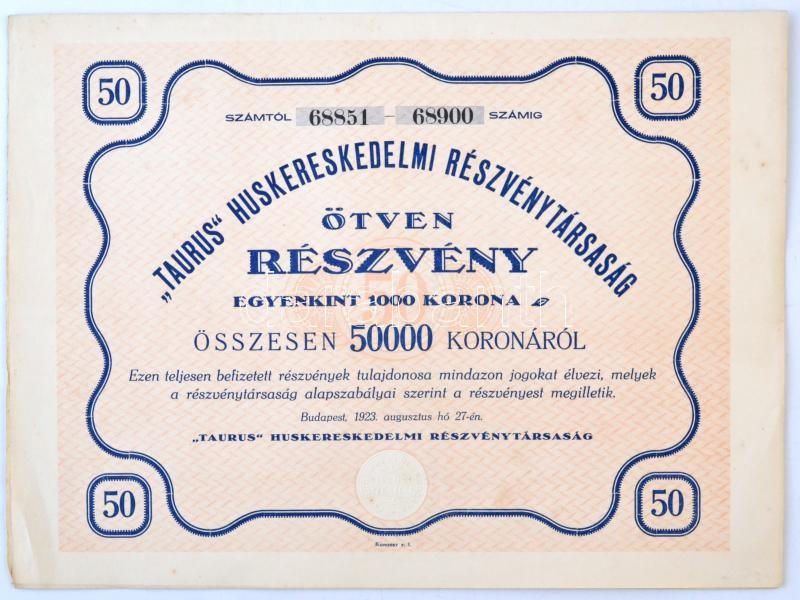 50 50
SZÁMTÓL 68851 – 68900 SZÁMIG
„TAURUS“ HUSKERESKEDELMI RÉSZVÉNYTÁRSASÁG
ÖTVEN
RÉSZVÉNY
EGYENKINT 1000 KORONA
ÖSSZESEN 50000 KORONÁRÓL
Ezen teljesen befizetett részvények tulajdonosa mindazon jogokat élvezi, melyek
a részvénytársaság alapszabályai szerint a részvényest megilletik.
Budapest, 1923. augusztus hó 27-én.
„TAURUS“ HUSKERESKEDELMI RÉSZVÉNYTÁRSASÁG
50 50